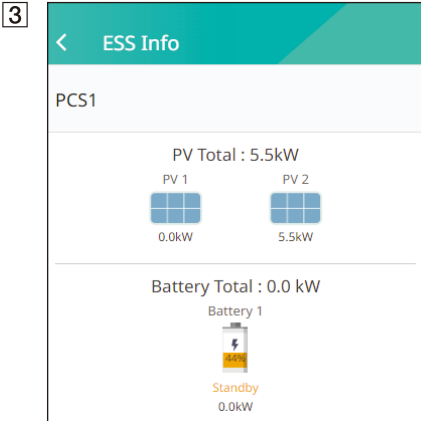 3
ESS Info
PCS1
PV Total : 5.5kW
PV 1 PV 2
0.0kW 5.5kW
Battery Total : 0.0 kW
Battery 1
44%
Standby
0.0kW